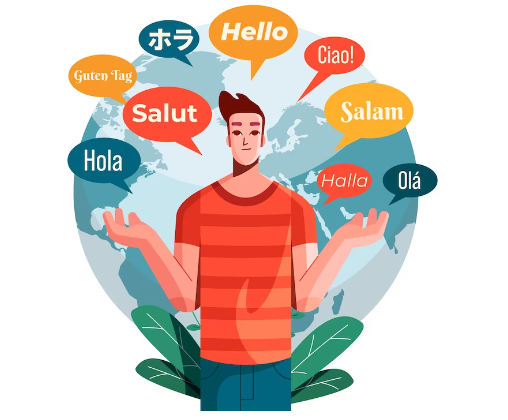 Hello
ホラ
Ciao!
Guten Tag
Salut
Salam
Hola
Halla
Olá